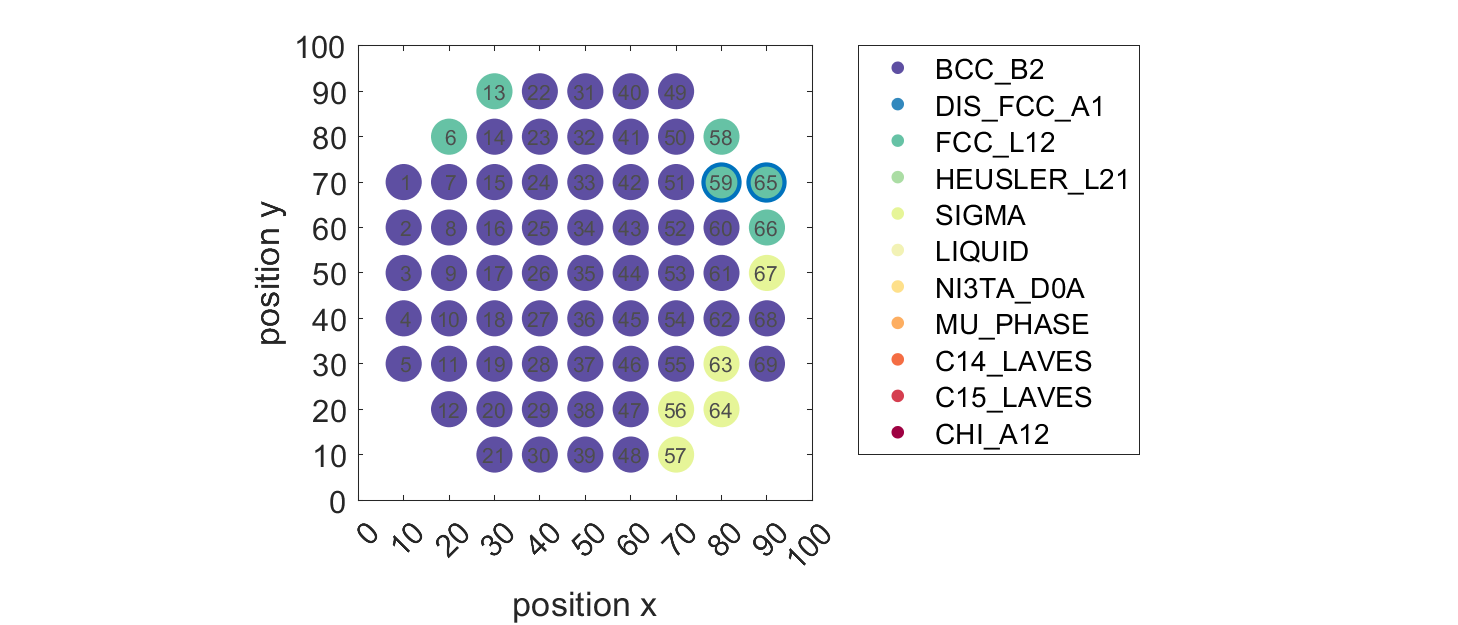 100
90
80
70
60
50
40
30
20
10
0
position y
13 22 31 40 49
6 14 23 32 41 50 58
1 7 15 24 33 42 51 59 65
2 8 16 25 34 43 52 60 66
3 9 17 26 35 44 53 61 67
4 10 18 27 36 45 54 62 68
5 11 19 28 37 46 55 63 69
12 20 29 38 47 56 64
21 30 39 48 57
0 10 20 30 40 50 60 70 80 90 100
position x
BCC_B2
DIS_FCC_A1
FCC_L12
HEUSLER_L21
SIGMA
LIQUID
NI3TA_D0A
MU_PHASE
C14_LAVES
C15_LAVES
CHI_A12